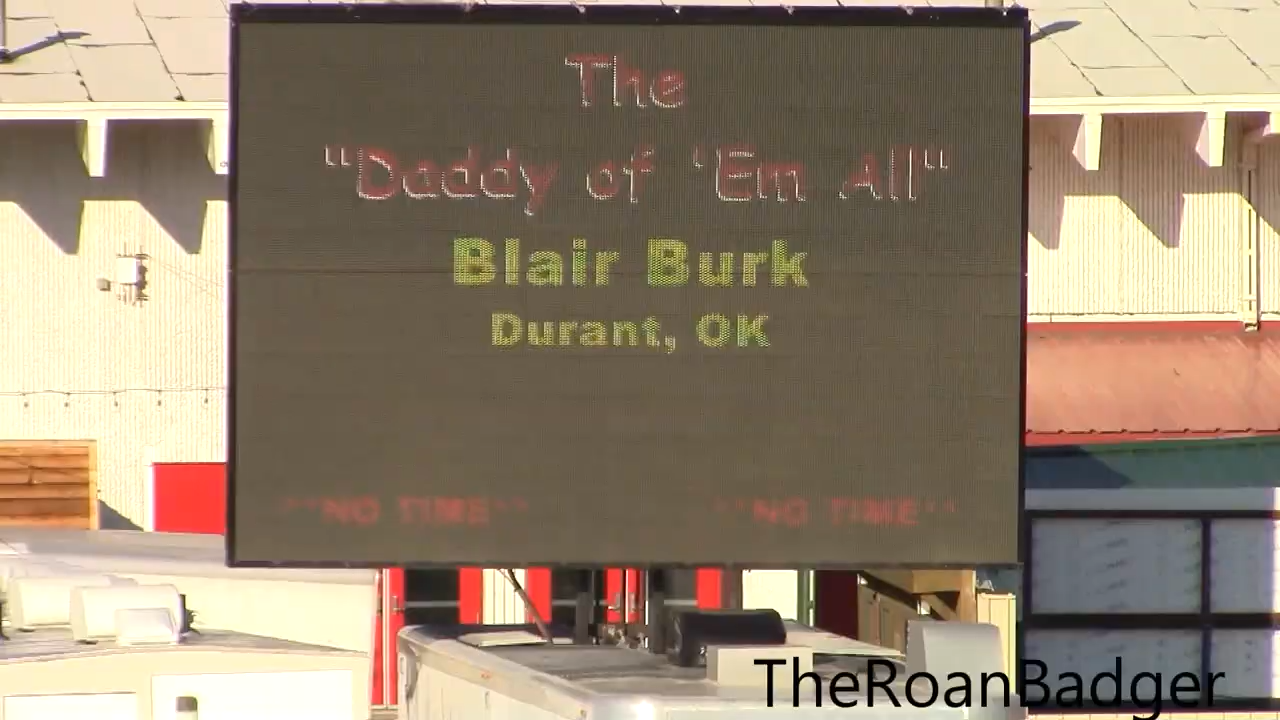 The
"Daddy of 'Em All"
Blair Burk
Durant, OK
**NO TIME** **NO TIME**
TheRoanBadger